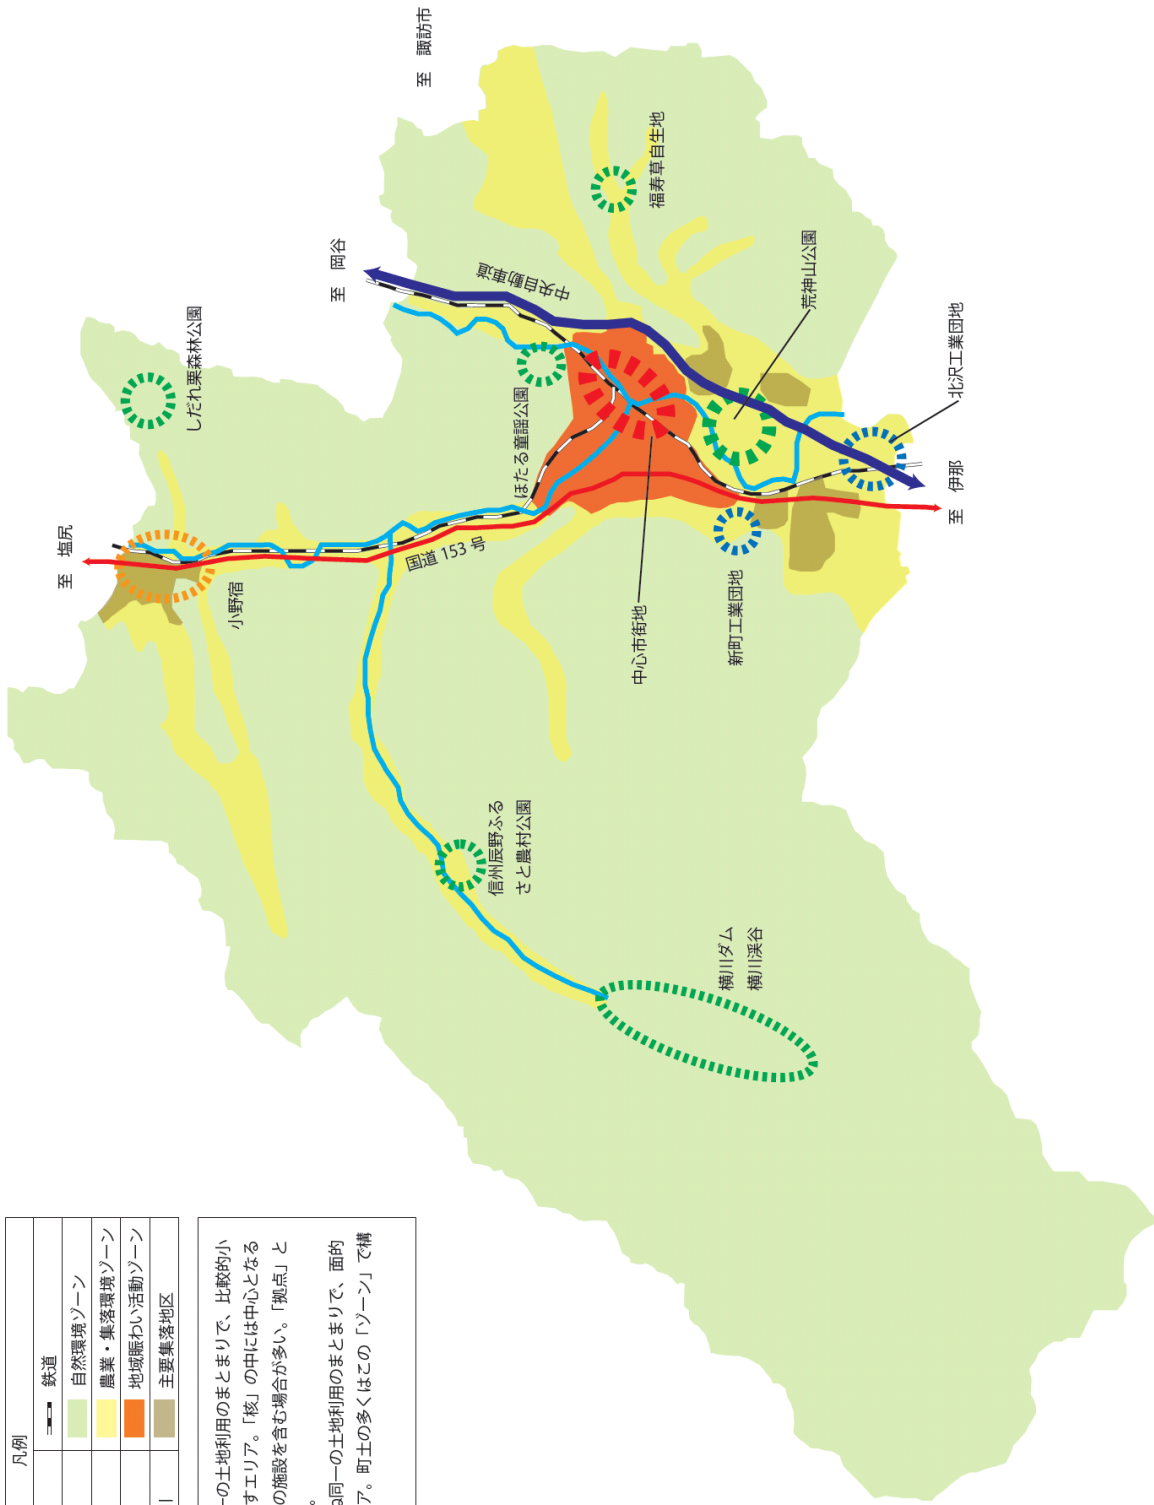 至　諏訪市
至　岡谷
中央自動車道
福寿草自生地
荒神山公園
北沢工業団地
しだれ栗森林公園
ほたる童謡公園
至　塩尻
小野宿
国道 153 号
中心市街地
新町工業団地
至　伊那
信州辰野ふる
さと農村公園
横川ダム
横川渓谷
凡例
鉄道
自然環境ゾーン
農業・集落環境ゾーン
地域賑わい活動ゾーン
主要集落地区
の土地利用のまとまりで、比較的小
すエリア。「核」の中には中心となる
の施設を含む場合が多い。「拠点」と
。
同一の土地利用のまとまりで、面的
ア。町土の多くはこの「ゾーン」で構